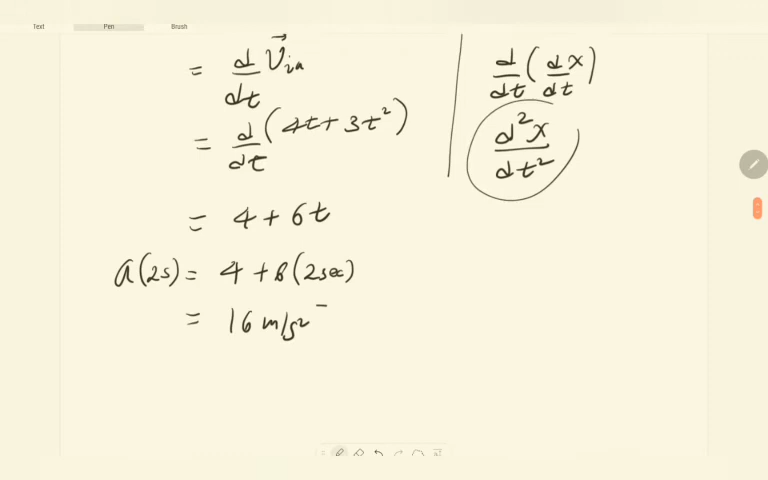 Text Pen Brush
= d/dt V⃗in
= d/dt (4t + 3t²)
= 4 + 6t
a(2s) = 4 + 6(2sec)
= 16 m/s²
d/dt (dx/dt)
d²x/dt²